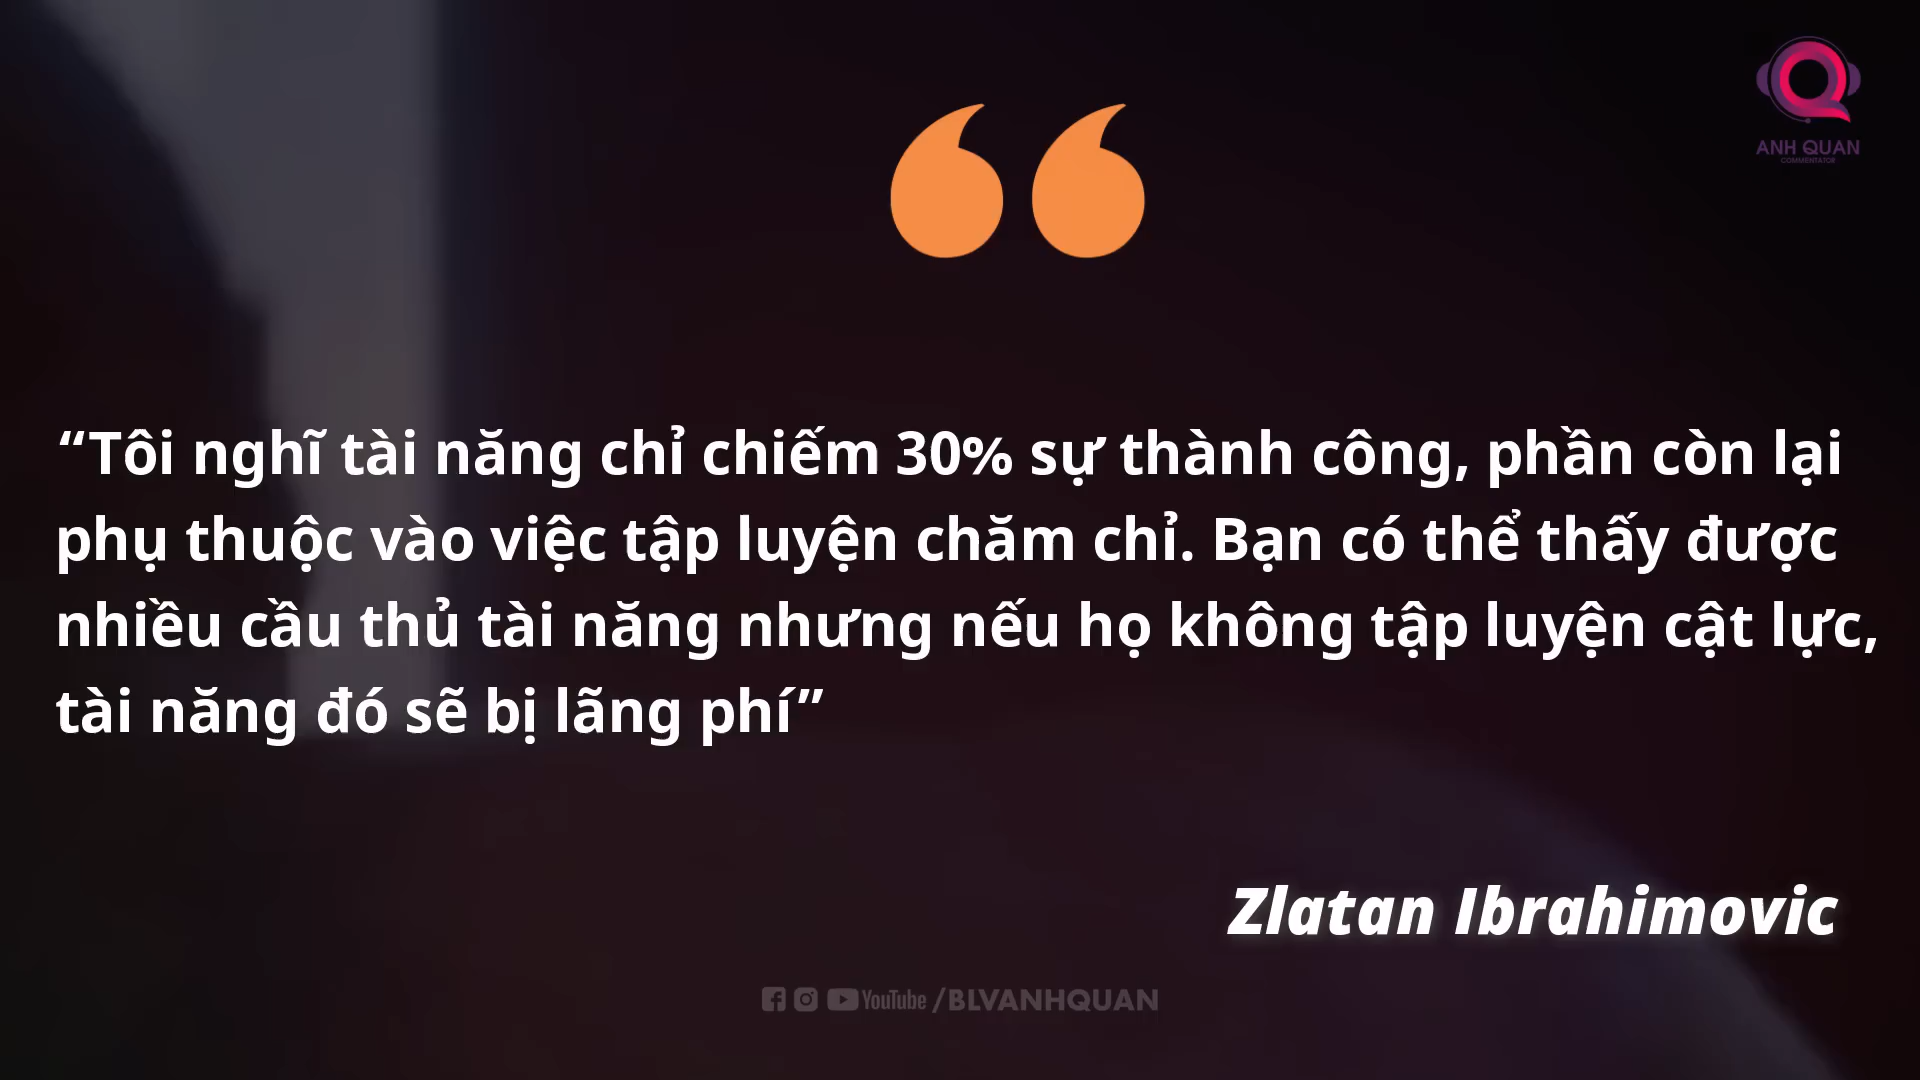 ANH QUAN
COMMENTATOR
“Tôi nghĩ tài năng chỉ chiếm 30% sự thành công, phần còn lại
phụ thuộc vào việc tập luyện chăm chỉ. Bạn có thể thấy được
nhiều cầu thủ tài năng nhưng nếu họ không tập luyện cật lực,
tài năng đó sẽ bị lãng phí”
Zlatan Ibrahimovic
YouTube /BLVANHQUAN